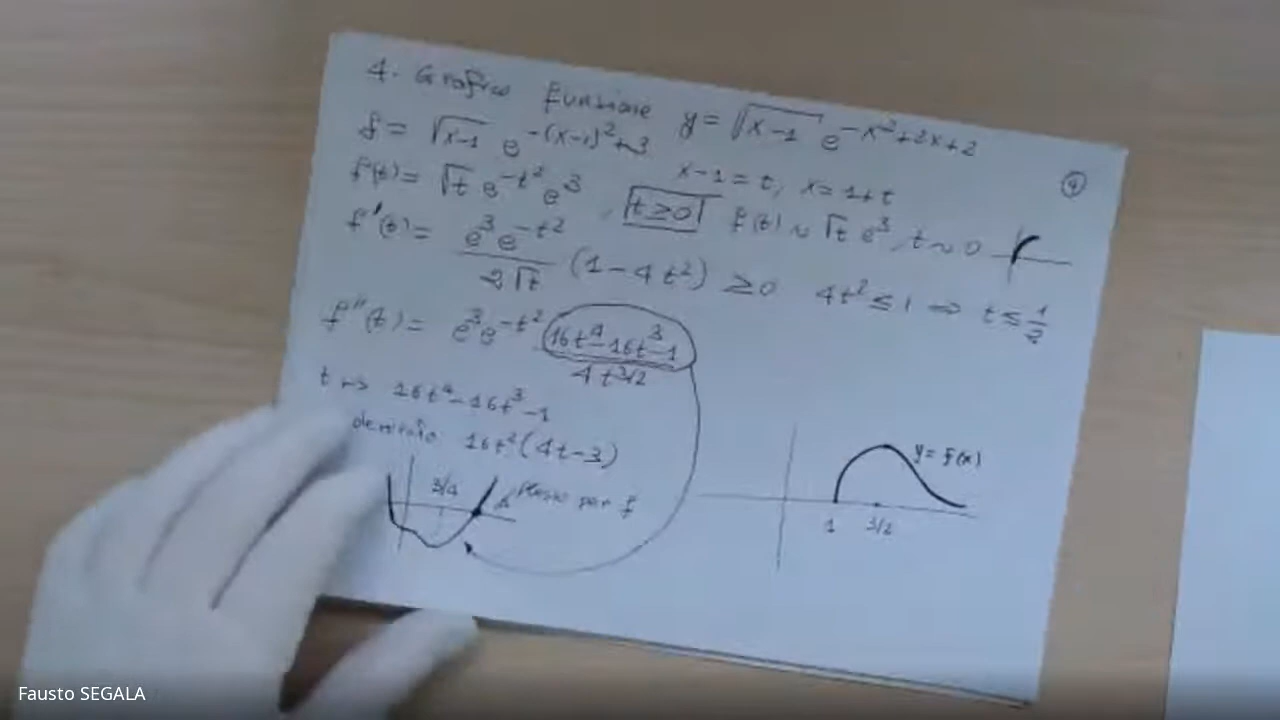 4. Grafico funzione y = √(x-1) e^(-x²+2x+2)
f = √(x-1) e^(-(x-1)²+3)
x-1 = t, x = 1+t
④
f(t) = √t e^(-t²) e³, t ≥ 0 f(t) ~ √t e³, t ~ 0
f'(t) = e³e^(-t²) / 2√t (1-4t²) ≥ 0 4t² ≤ 1 ⇒ t ≤ 1/2
f''(t) = e³e^(-t²) (16t⁴-16t³-1) / 4t^(3/2)
t ↦ 16t⁴-16t³-1
16t²(4t-3)
3/4
flesso per f
y = f(x)
1
3/2
Fausto SEGALA